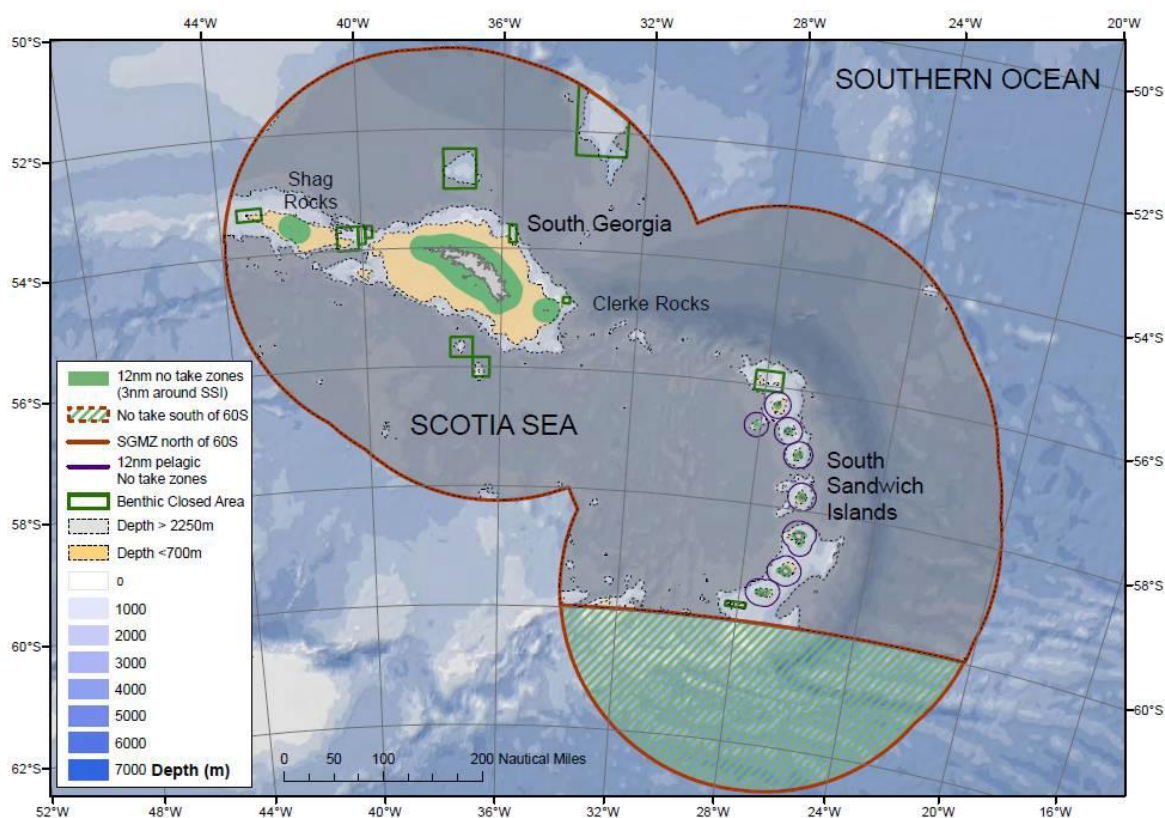 44°W 40°W 36°W 32°W 28°W 24°W 20°W
50°S
52°S
54°S
56°S
58°S
60°S
62°S
50°S
52°S
54°S
56°S
58°S
60°S
SOUTHERN OCEAN
Shag
Rocks
South Georgia
Clerke Rocks
SCOTIA SEA
South
Sandwich
Islands
12nm no take zones
(3nm around SSI)
No take south of 60S
SGMZ north of 60S
12nm pelagic
No take zones
Benthic Closed Area
Depth > 2250m
Depth <700m
0
1000
2000
3000
4000
5000
6000
7000 Depth (m)
0 50 100 200 Nautical Miles
52°W 48°W 44°W 40°W 36°W 32°W 28°W 24°W 20°W 16°W